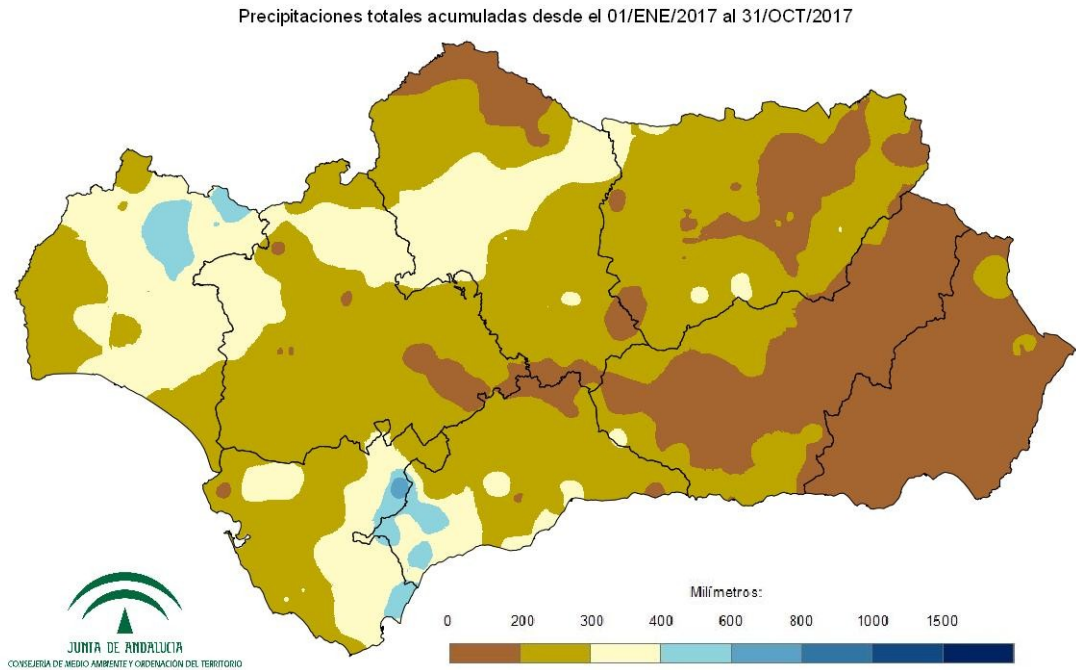 Precipitaciones totales acumuladas desde el 01/ENE/2017 al 31/OCT/2017
Milímetros:
0 200 300 400 600 800 1000 1500
JUNTA DE ANDALUCIA
CONSEJERÍA DE MEDIO AMBIENTE Y ORDENACIÓN DEL TERRITORIO